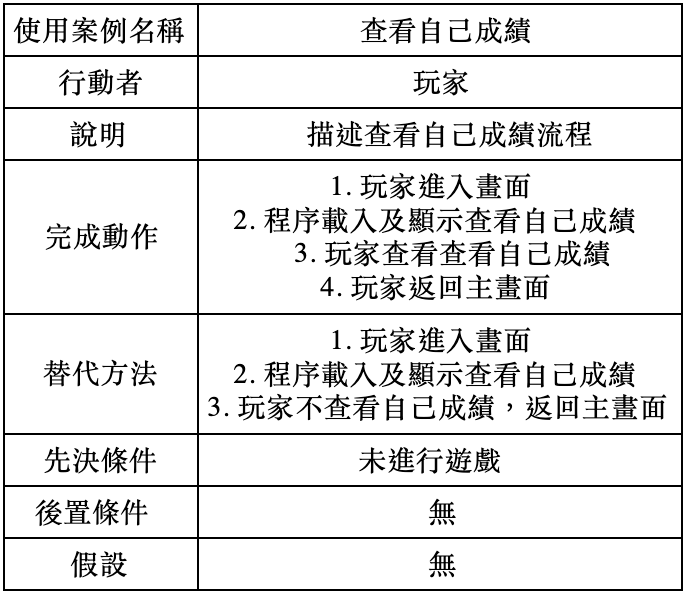 使用案例名稱 查看自己成績
行動者 玩家
說明 描述查看自己成績流程
完成動作
1. 玩家進入畫面
2. 程序載入及顯示查看自己成績
3. 玩家查看查看自己成績
4. 玩家返回主畫面
替代方法
1. 玩家進入畫面
2. 程序載入及顯示查看自己成績
3. 玩家不查看自己成績，返回主畫面
先決條件 未進行遊戲
後置條件 無
假設 無